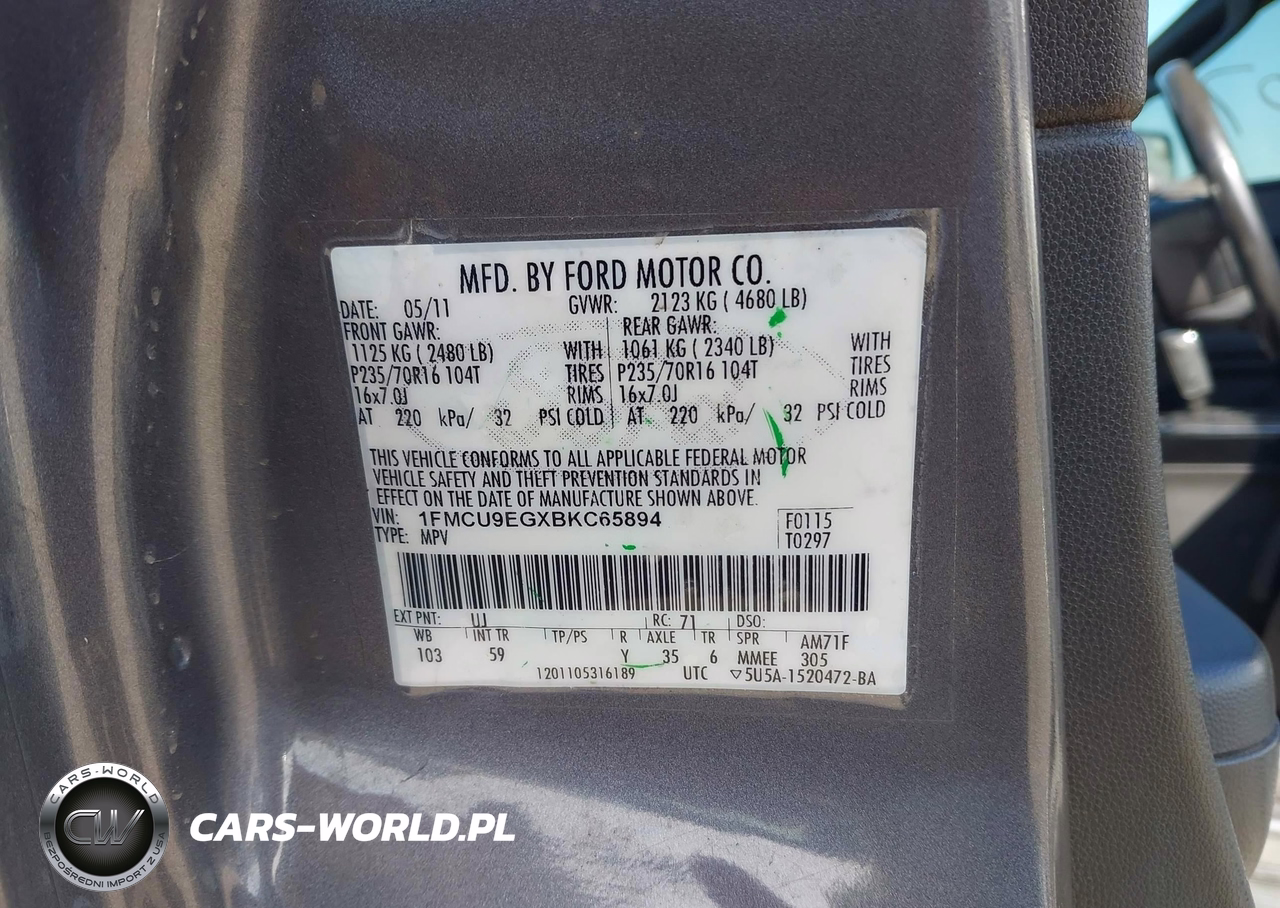 MFD. BY FORD MOTOR CO.
DATE: 05/11 GVWR: 2123 KG ( 4680 LB)
FRONT GAWR: REAR GAWR:
1125 KG ( 2480 LB) WITH 1061 KG ( 2340 LB) WITH
P235/70R16 104T TIRES P235/70R16 104T TIRES
16x7.0J RIMS 16x7.0J RIMS
AT 220 kPa/ 32 PSI COLD AT 220 kPa/ 32 PSI COLD
THIS VEHICLE CONFORMS TO ALL APPLICABLE FEDERAL MOTOR
VEHICLE SAFETY AND THEFT PREVENTION STANDARDS IN
EFFECT ON THE DATE OF MANUFACTURE SHOWN ABOVE.
VIN: 1FMCU9EGXBKC65894 F0115
TYPE: MPV T0297
EXT PNT: UJ RC: 71 DSO:
WB INT TR TP/PS R AXLE TR SPR AM71F
103 59 Y 35 6 MMEE 305
1201105316189 UTC ▽5U5A-1520472-BA
CARS-WORLD
CW
BEZPOŚREDNI IMPORT Z USA
CARS-WORLD.PL